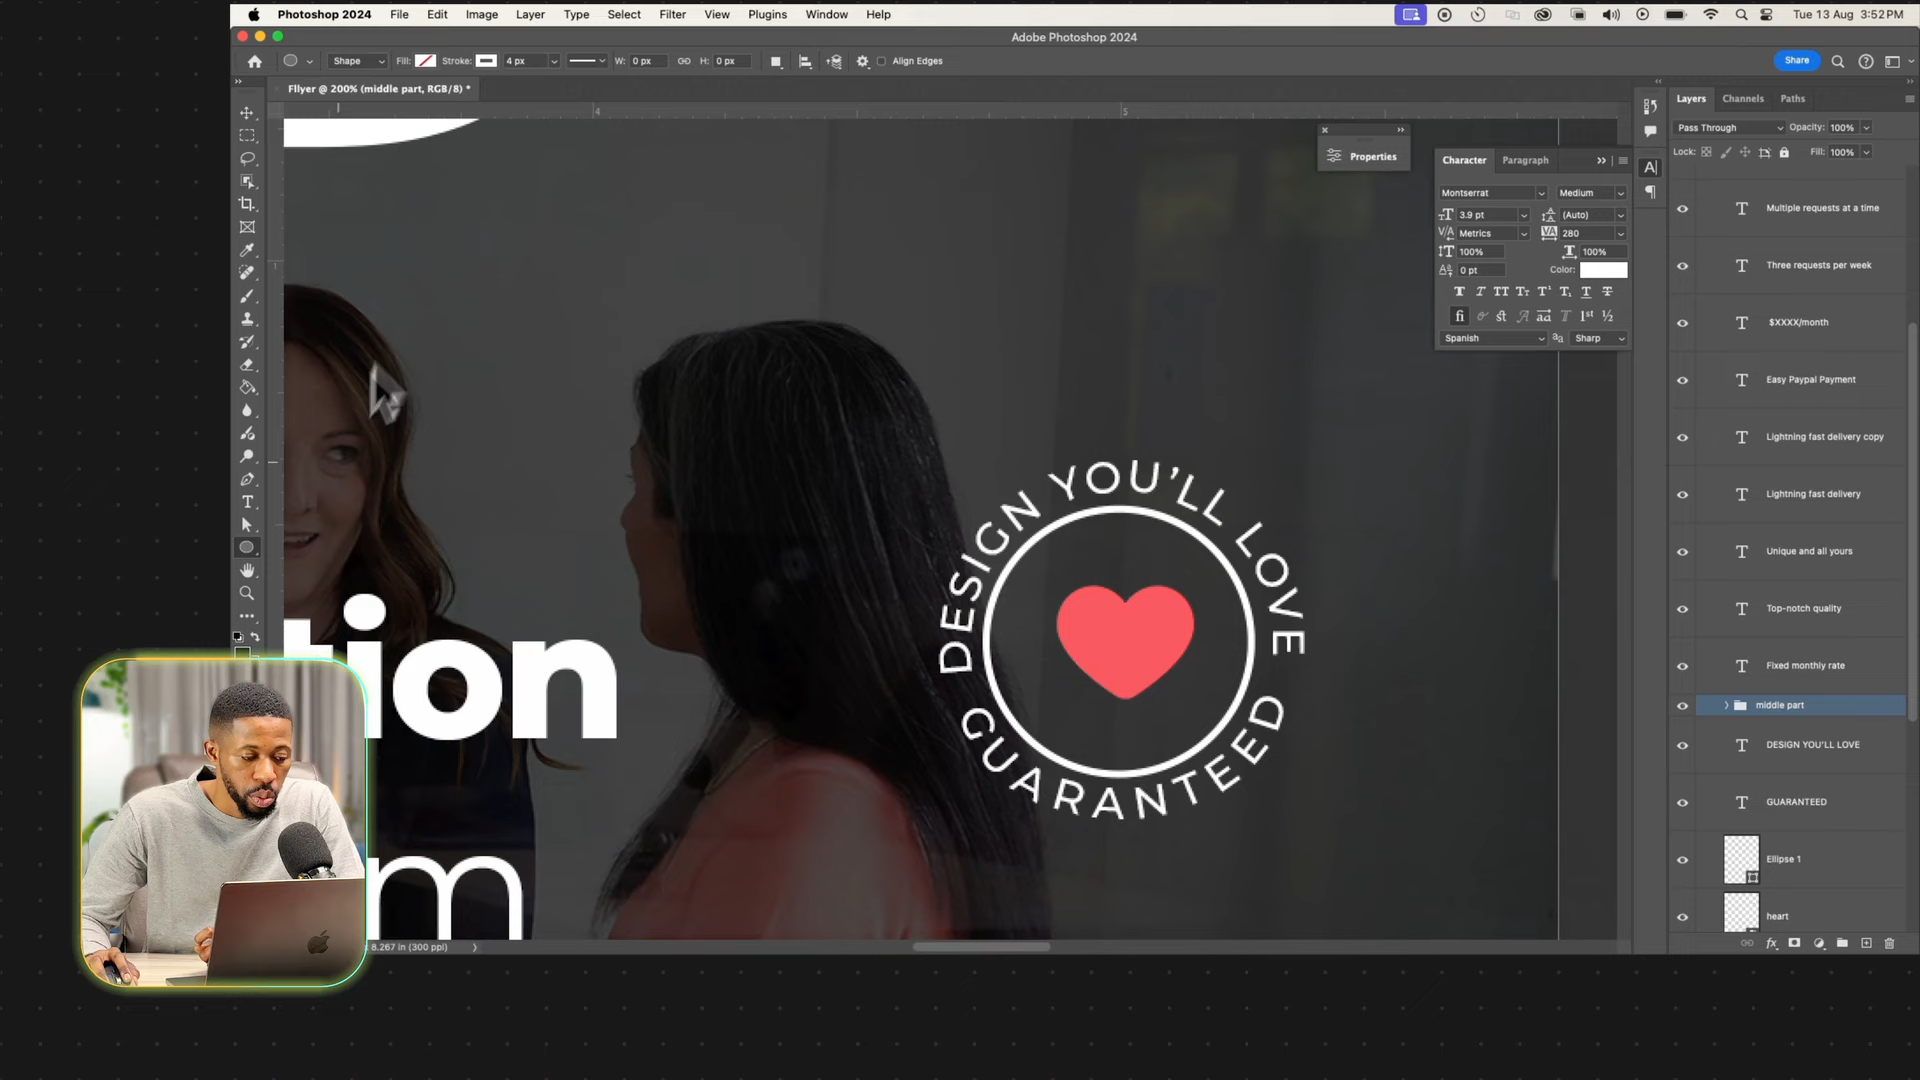 Photoshop 2024 File Edit Image Layer Type Select Filter View Plugins Window Help Tue 13 Aug 3:52 PM
Adobe Photoshop 2024
Shape Fill: Stroke: 4 px W: 0 px H: 0 px Align Edges Share
Fllyer @ 200% (middle part, RGB/8) *
4 5
Layers Channels Paths
Pass Through Opacity: 100%
Lock: Fill: 100%
Properties
Character Paragraph
Montserrat Medium
3.9 pt (Auto)
Metrics 280
100% 100%
0 pt Color:
Spanish Sharp
Multiple requests at a time
Three requests per week
$XXXX/month
Easy Paypal Payment
Lightning fast delivery copy
Lightning fast delivery
Unique and all yours
Top-notch quality
Fixed monthly rate
middle part
DESIGN YOU'LL LOVE
GUARANTEED
Ellipse 1
heart
DESIGN YOU'LL LOVE
GUARANTEED
tion
m
8.267 in (300 ppi)